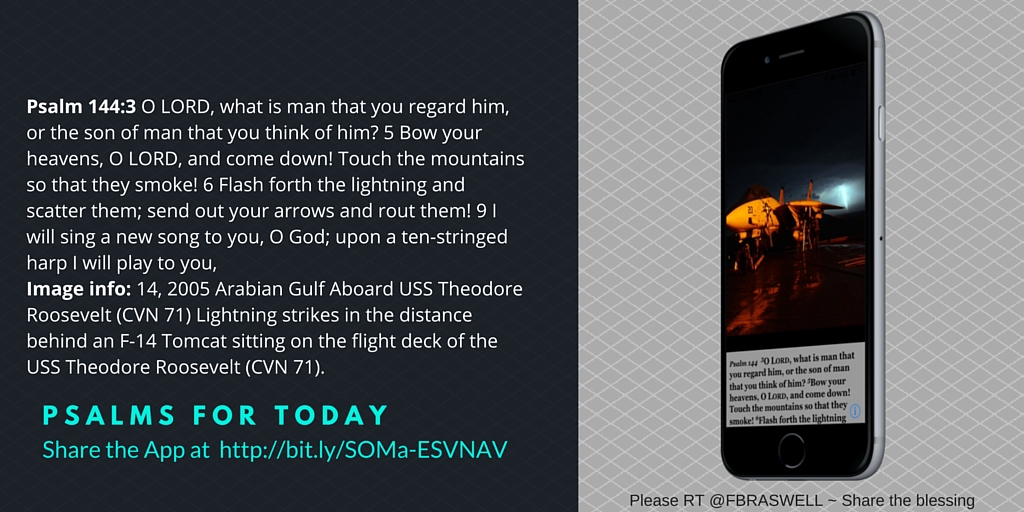 Psalm 144:3 O LORD, what is man that you regard him,
or the son of man that you think of him? 5 Bow your
heavens, O LORD, and come down! Touch the mountains
so that they smoke! 6 Flash forth the lightning and
scatter them; send out your arrows and rout them! 9 I
will sing a new song to you, O God; upon a ten-stringed
harp I will play to you,
Image info: 14, 2005 Arabian Gulf Aboard USS Theodore
Roosevelt (CVN 71) Lightning strikes in the distance
behind an F-14 Tomcat sitting on the flight deck of the
USS Theodore Roosevelt (CVN 71).
PSALMS FOR TODAY
Share the App at http://bit.ly/SOMa-ESVNAV
Psalm 144 ³O LORD, what is man that
you regard him, or the son of man
that you think of him? ⁵Bow your
heavens, O LORD, and come down!
Touch the mountains so that they
smoke! ⁶Flash forth the lightning
Please RT @FBRASWELL ~ Share the blessing